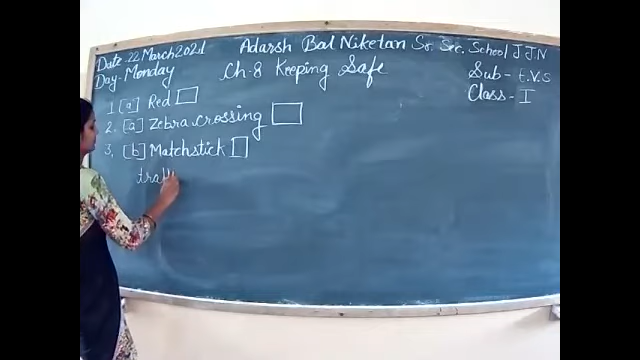 Date-22 March 2021 Adarsh Bal Niketan Sr. Sec. School J J N
Day- Monday Ch-8 Keeping Safe Sub- E.V.S
Class- I
1 [a] Red
2. [a] Zebra crossing
3. [b] Matchstick
traff